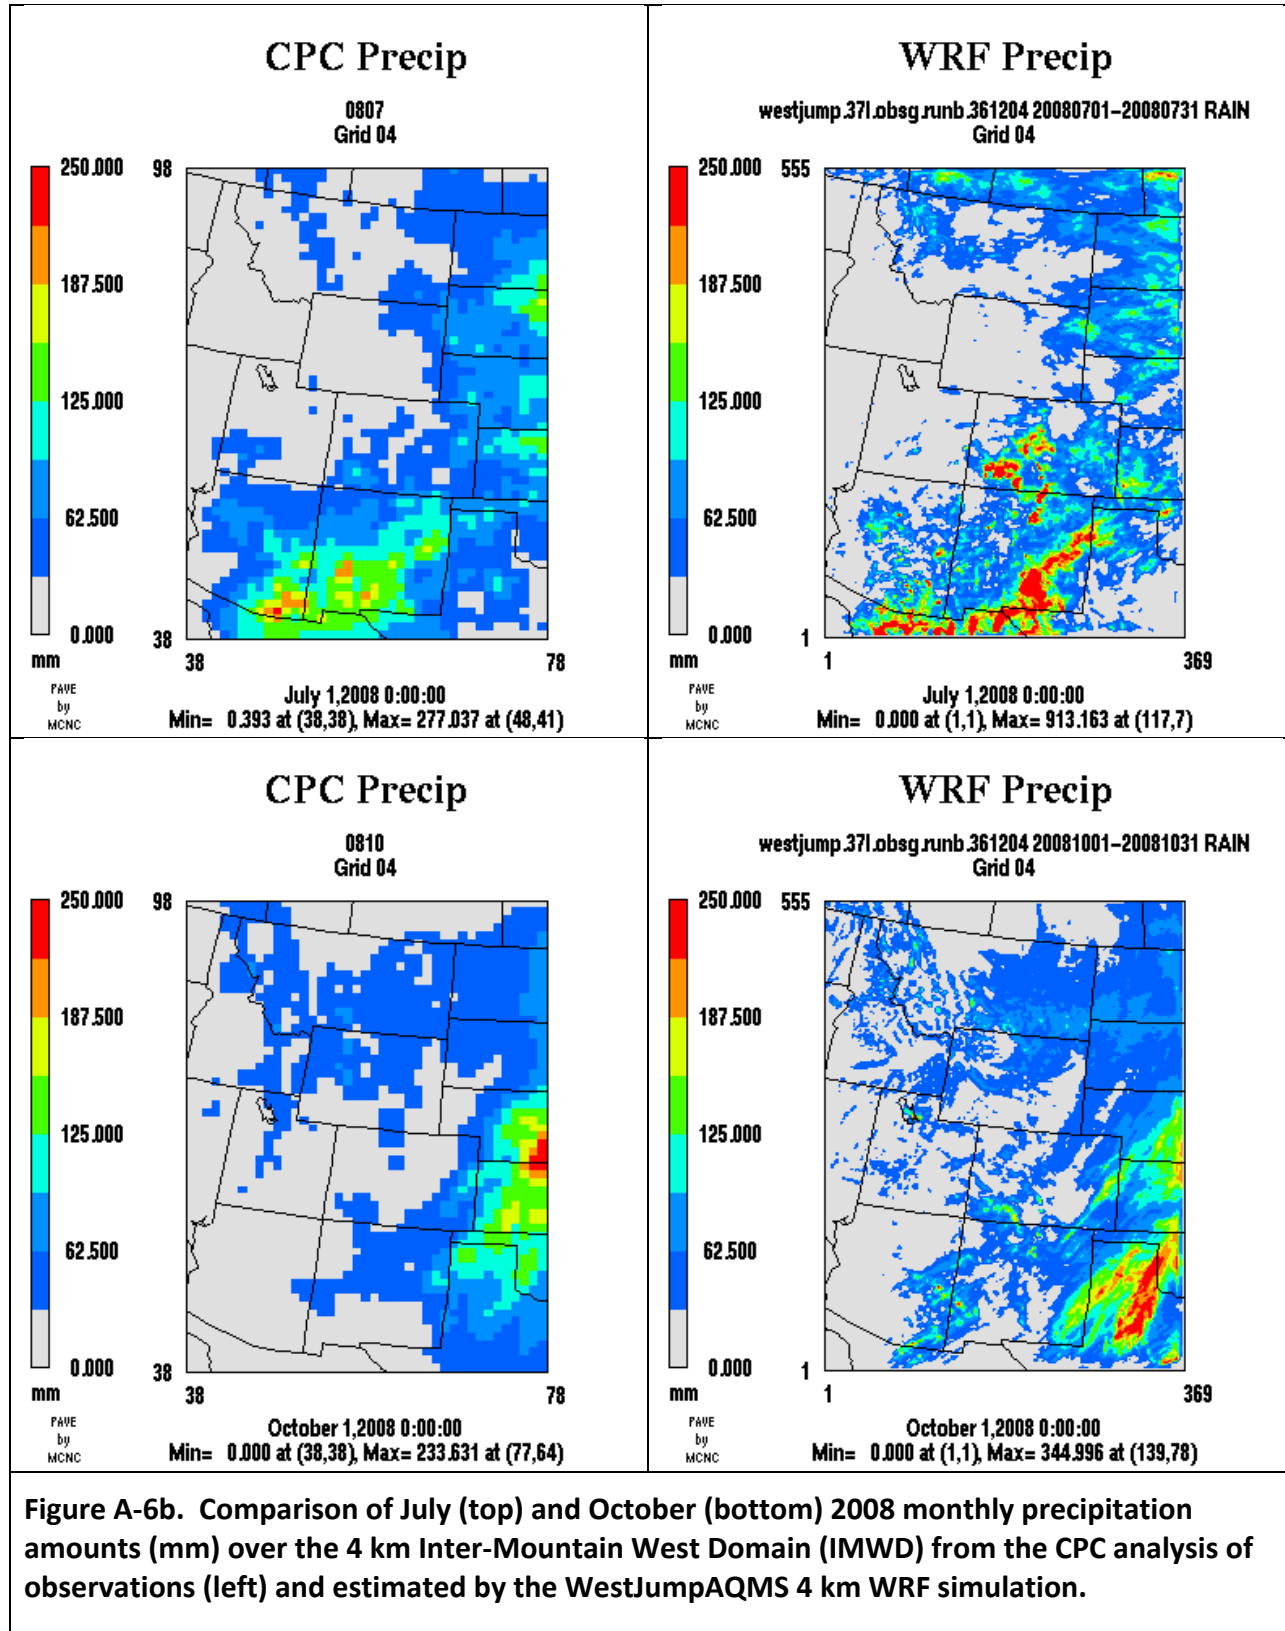 CPC Precip
0807
Grid 04
250.000
187.500
125.000
62.500
0.000
mm
PAVE
by
MCNC
98
38
38
78
July 1,2008 0:00:00
Min= 0.393 at (38,38), Max= 277.037 at (48,41)
WRF Precip
westjump.37l.obsg.runb.361204 20080701-20080731 RAIN
Grid 04
250.000
187.500
125.000
62.500
0.000
mm
PAVE
by
MCNC
555
1
1
369
July 1,2008 0:00:00
Min= 0.000 at (1,1), Max= 913.163 at (117,7)
CPC Precip
0810
Grid 04
250.000
187.500
125.000
62.500
0.000
mm
PAVE
by
MCNC
98
38
38
78
October 1,2008 0:00:00
Min= 0.000 at (38,38), Max= 233.631 at (77,64)
WRF Precip
westjump.37l.obsg.runb.361204 20081001-20081031 RAIN
Grid 04
250.000
187.500
125.000
62.500
0.000
mm
PAVE
by
MCNC
555
1
1
369
October 1,2008 0:00:00
Min= 0.000 at (1,1), Max= 344.996 at (139,78)
Figure A-6b. Comparison of July (top) and October (bottom) 2008 monthly precipitation
amounts (mm) over the 4 km Inter-Mountain West Domain (IMWD) from the CPC analysis of
observations (left) and estimated by the WestJumpAQMS 4 km WRF simulation.